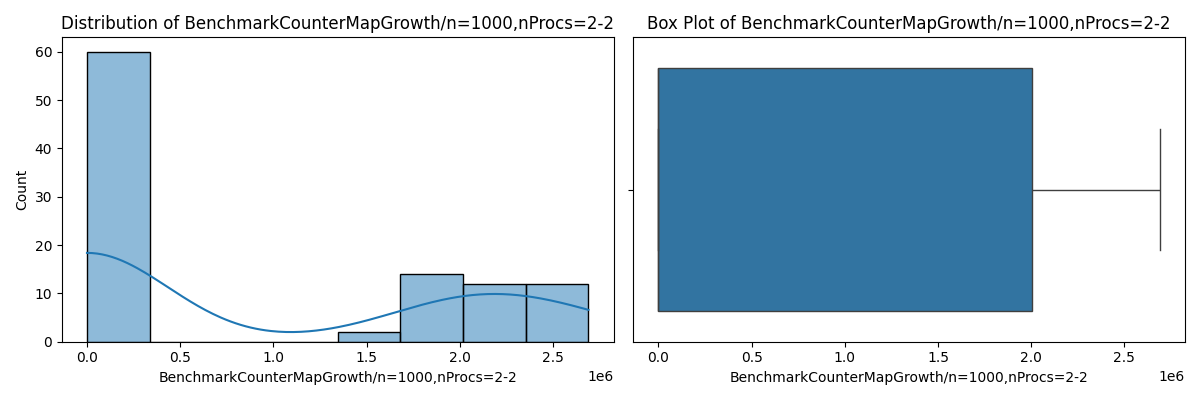 Distribution of BenchmarkCounterMapGrowth/n=1000,nProcs=2-2
Count
60
50
40
30
20
10
0
0.0 0.5 1.0 1.5 2.0 2.5
1e6
BenchmarkCounterMapGrowth/n=1000,nProcs=2-2
Box Plot of BenchmarkCounterMapGrowth/n=1000,nProcs=2-2
0.0 0.5 1.0 1.5 2.0 2.5
1e6
BenchmarkCounterMapGrowth/n=1000,nProcs=2-2